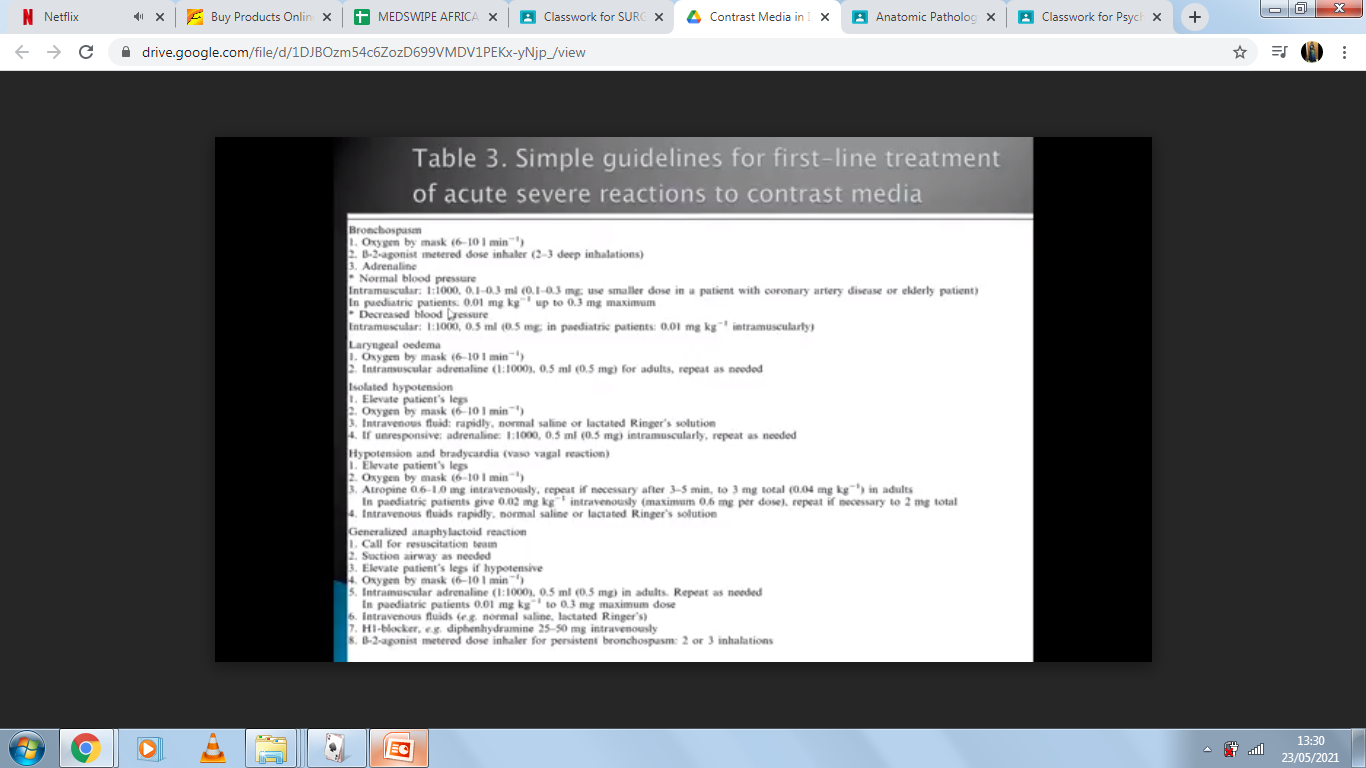 Netflix
Buy Products Onlin
MEDSWIPE AFRICA
Classwork for SURG
Contrast Media in
Anatomic Patholog
Classwork for Psych
drive.google.com/file/d/1DJBOzm54c6ZozD699VMDV1PEKx-yNjp_/view
Table 3. Simple guidelines for first-line treatment
of acute severe reactions to contrast media
Bronchospasm
1. Oxygen by mask (6–10 l min⁻¹)
2. ß-2-agonist metered dose inhaler (2–3 deep inhalations)
3. Adrenaline
* Normal blood pressure
Intramuscular: 1:1000, 0.1–0.3 ml (0.1–0.3 mg; use smaller dose in a patient with coronary artery disease or elderly patient)
In paediatric patients: 0.01 mg kg⁻¹ up to 0.3 mg maximum
* Decreased blood pressure
Intramuscular: 1:1000, 0.5 ml (0.5 mg; in paediatric patients: 0.01 mg kg⁻¹ intramuscularly)
Laryngeal oedema
1. Oxygen by mask (6–10 l min⁻¹)
2. Intramuscular adrenaline (1:1000), 0.5 ml (0.5 mg) for adults, repeat as needed
Isolated hypotension
1. Elevate patient's legs
2. Oxygen by mask (6–10 l min⁻¹)
3. Intravenous fluid: rapidly, normal saline or lactated Ringer's solution
4. If unresponsive: adrenaline: 1:1000, 0.5 ml (0.5 mg) intramuscularly, repeat as needed
Hypotension and bradycardia (vaso vagal reaction)
1. Elevate patient's legs
2. Oxygen by mask (6–10 l min⁻¹)
3. Atropine 0.6–1.0 mg intravenously, repeat if necessary after 3–5 min, to 3 mg total (0.04 mg kg⁻¹) in adults
In paediatric patients give 0.02 mg kg⁻¹ intravenously (maximum 0.6 mg per dose), repeat if necessary to 2 mg total
4. Intravenous fluids rapidly, normal saline or lactated Ringer's solution
Generalized anaphylactoid reaction
1. Call for resuscitation team
2. Suction airway as needed
3. Elevate patient's legs if hypotensive
4. Oxygen by mask (6–10 l min⁻¹)
5. Intramuscular adrenaline (1:1000), 0.5 ml (0.5 mg) in adults. Repeat as needed
In paediatric patients 0.01 mg kg⁻¹ to 0.3 mg maximum dose
6. Intravenous fluids (e.g. normal saline, lactated Ringer's)
7. H1-blocker, e.g. diphenhydramine 25–50 mg intravenously
8. ß-2-agonist metered dose inhaler for persistent bronchospasm: 2 or 3 inhalations
13:30
23/05/2021